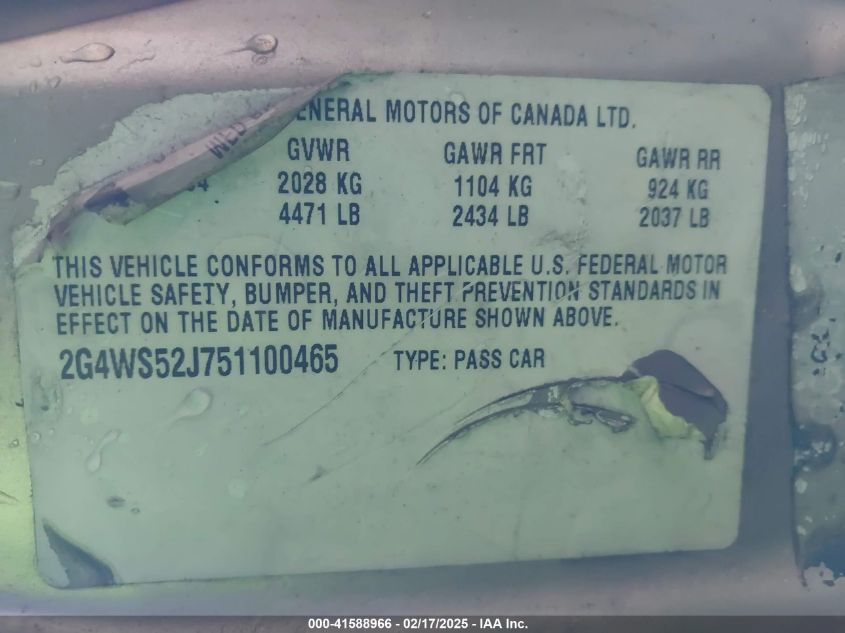 GENERAL MOTORS OF CANADA LTD.
GVWR GAWR FRT GAWR RR
2028 KG 1104 KG 924 KG
4471 LB 2434 LB 2037 LB
THIS VEHICLE CONFORMS TO ALL APPLICABLE U.S. FEDERAL MOTOR
VEHICLE SAFETY, BUMPER, AND THEFT PREVENTION STANDARDS IN
EFFECT ON THE DATE OF MANUFACTURE SHOWN ABOVE.
2G4WS52J751100465 TYPE: PASS CAR
000-41588966 - 02/17/2025 - IAA Inc.